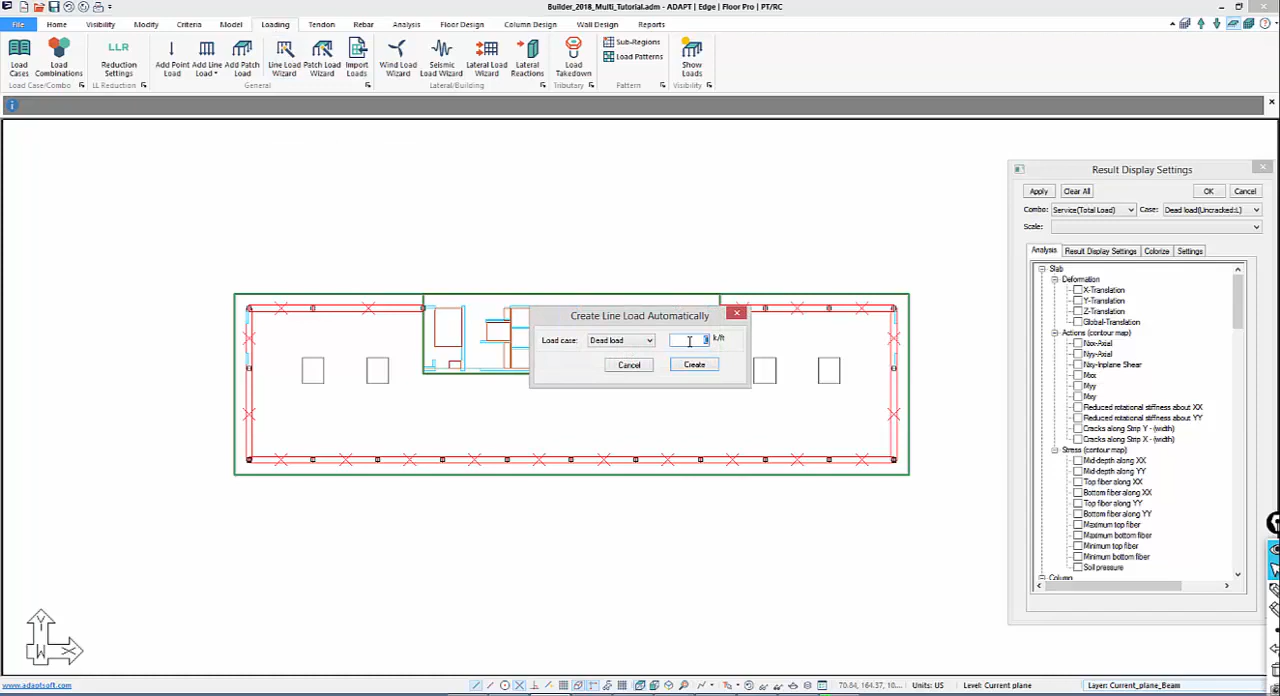 Builder_2018_Multi_Tutorial.adm - ADAPT | Edge | Floor Pro | PT/RC
File Home Visibility Modify Criteria Model Loading Tendon Rebar Analysis Floor Design Column Design Wall Design Reports
Load Cases
Load Combinations
LLR
Reduction Settings
Add Point Load
Add Line Load
Add Patch Load
Line Load Wizard
Patch Load Wizard
Import Loads
Wind Load Wizard
Seismic Load Wizard
Lateral Load Wizard
Lateral Reactions
Load Takedown
Sub-Regions
Load Patterns
Show Loads
Load Case/Combo LL Reduction General Lateral/Building Tributary Pattern Visibility
Create Line Load Automatically
Load case: Dead load k/ft
Cancel Create
Result Display Settings
Apply Clear All OK Cancel
Combo: Service(Total Load) Case: Dead load(Uncracked:L)
Scale:
Analysis Result Display Settings Colorize Settings
Slab
Deformation
X-Translation
Y-Translation
Z-Translation
Global-Translation
Actions (contour map)
Nxx-Axial
Nyy-Axial
Nxy-Inplane Shear
Mxx
Myy
Mxy
Reduced rotational stiffness about XX
Reduced rotational stiffness about YY
Cracks along Strip Y - (width)
Cracks along Strip X - (width)
Stress (contour map)
Mid-depth along XX
Mid-depth along YY
Top fiber along XX
Bottom fiber along XX
Top fiber along YY
Bottom fiber along YY
Maximum top fiber
Maximum bottom fiber
Minimum top fiber
Minimum bottom fiber
Soil pressure
Column
Y
W X
www.adaptsoft.com
70.84, 164.37, 10... Units: US Level: Current plane Layer: Current_plane_Beam